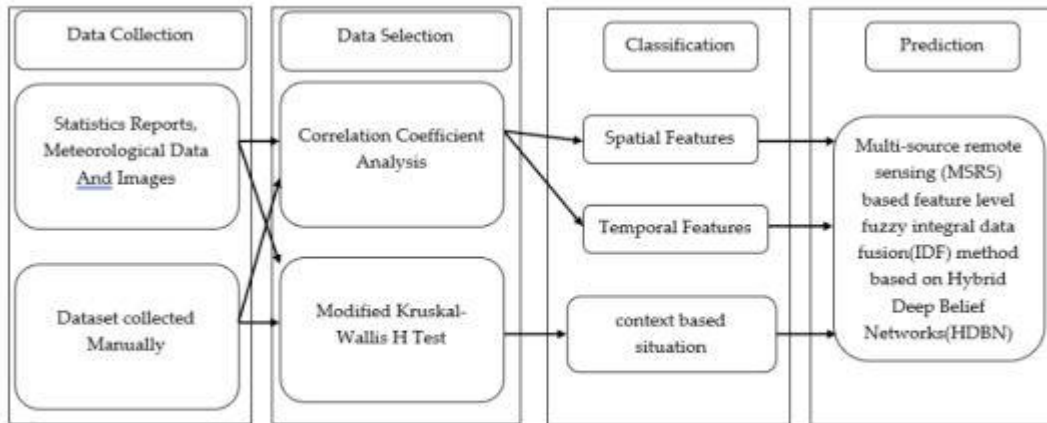 Data Collection
Statistics Reports,
Meteorological Data
And Images
Dataset collected
Manually
Data Selection
Correlation Coefficient
Analysis
Modified Kruskal-
Wallis H Test
Classification
Spatial Features
Temporal Features
context based
situation
Prediction
Multi-source remote
sensing (MSRS)
based feature level
fuzzy integral data
fusion(IDF) method
based on Hybrid
Deep Belief
Networks(HDBN)